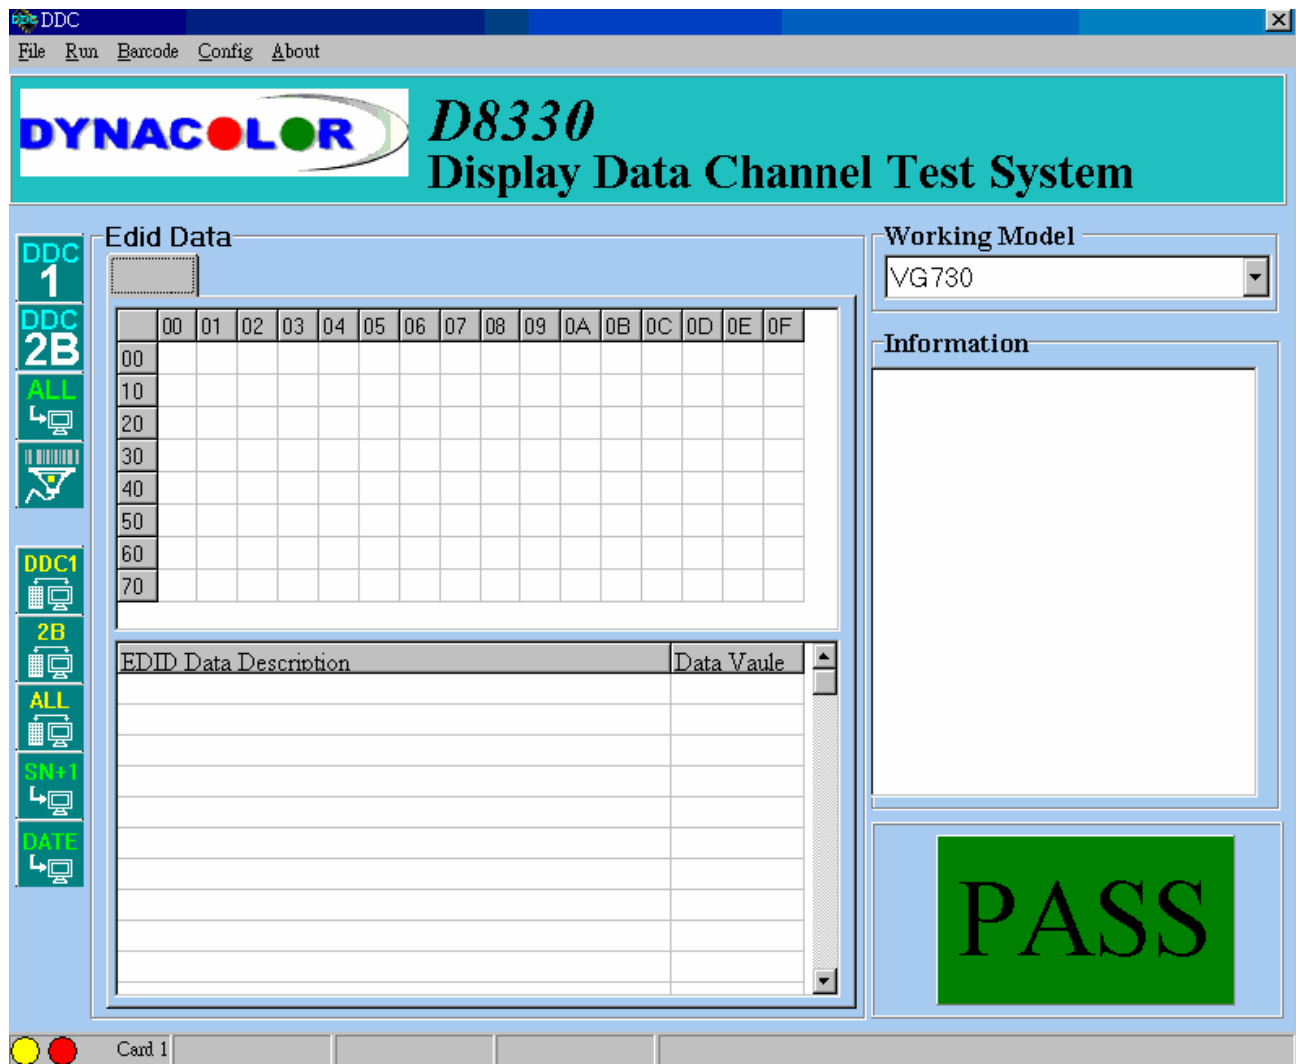 DDC
File Run Barcode Config About
DYNACOLOR
D8330
Display Data Channel Test System
DDC
1
DDC
2B
ALL
DDC1
2B
ALL
SN+1
DATE
Edid Data
00 01 02 03 04 05 06 07 08 09 0A 0B 0C 0D 0E 0F
00
10
20
30
40
50
60
70
EDID Data Description Data Vaule
Working Model
VG730
Information
PASS
Card 1